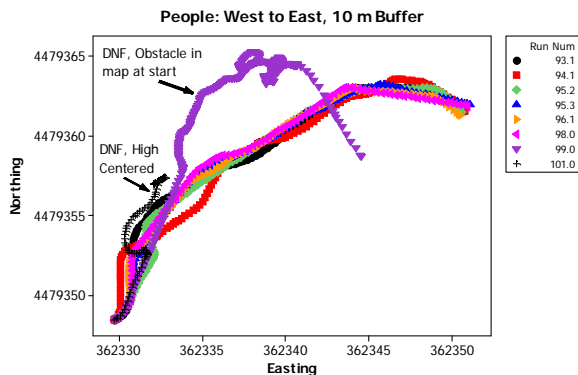 People: West to East, 10 m Buffer
4479365
4479360
4479355
4479350
Northing
DNF, Obstacle in
map at start
DNF, High
Centered
362330
362335
362340
362345
362350
Easting
Run Num
93.1
94.1
95.2
95.3
96.1
98.0
99.0
101.0